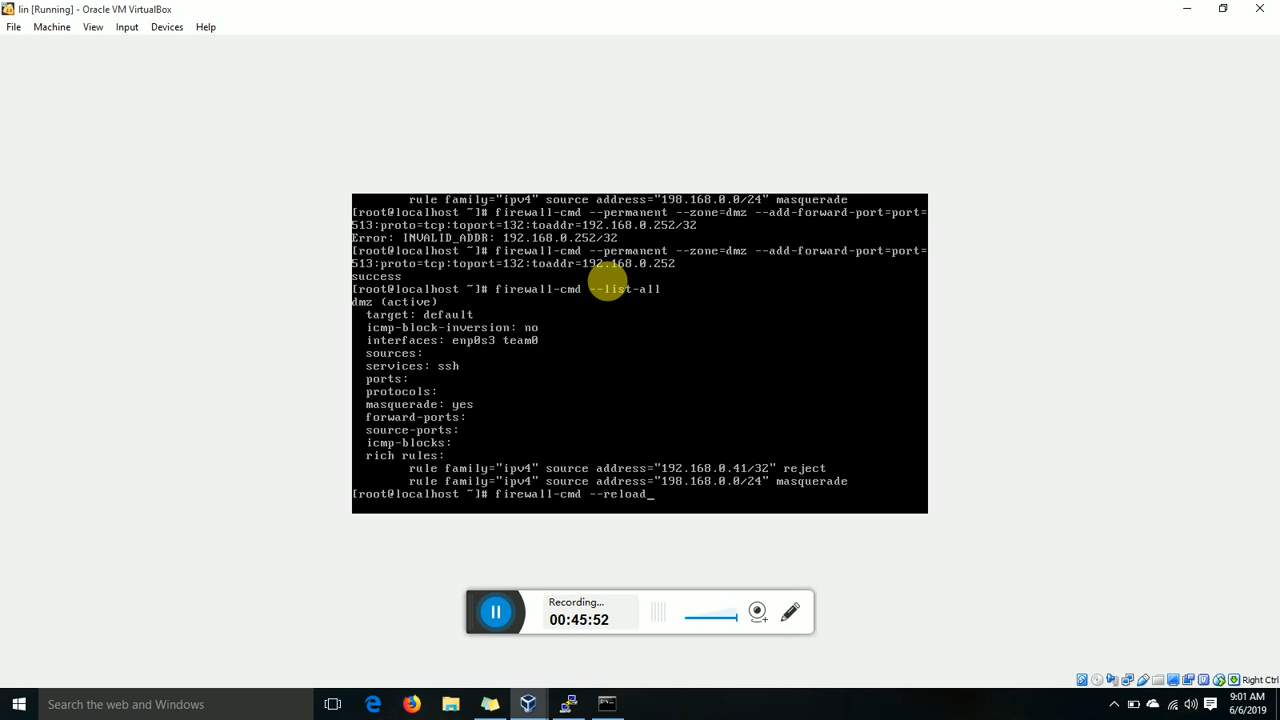 lin [Running] - Oracle VM VirtualBox
File Machine View Input Devices Help
rule family="ipv4" source address="198.168.0.0/24" masquerade
[root@localhost ~]# firewall-cmd --permanent --zone=dmz --add-forward-port=port=
513:proto=tcp:toport=132:toaddr=192.168.0.252/32
Error: INVALID_ADDR: 192.168.0.252/32
[root@localhost ~]# firewall-cmd --permanent --zone=dmz --add-forward-port=port=
513:proto=tcp:toport=132:toaddr=192.168.0.252
success
[root@localhost ~]# firewall-cmd --list-all
dmz (active)
target: default
icmp-block-inversion: no
interfaces: enp0s3 team0
sources:
services: ssh
ports:
protocols:
masquerade: yes
forward-ports:
source-ports:
icmp-blocks:
rich rules:
rule family="ipv4" source address="192.168.0.41/32" reject
rule family="ipv4" source address="198.168.0.0/24" masquerade
[root@localhost ~]# firewall-cmd --reload_
Recording...
00:45:52
Right Ctrl
Search the web and Windows
9:01 AM
6/6/2019